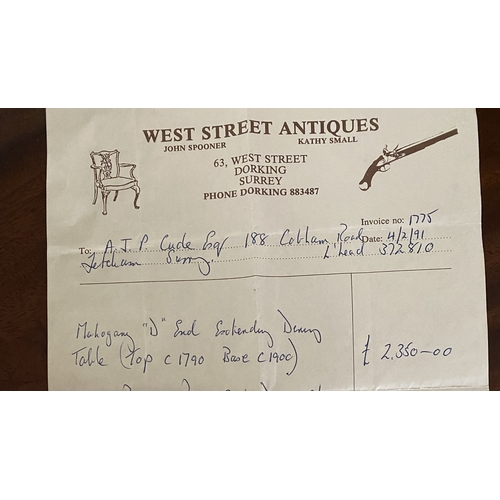 WEST STREET ANTIQUES
JOHN SPOONER KATHY SMALL
63, WEST STREET
DORKING
SURREY
PHONE DORKING 883487
Invoice no: 1775
To: A.J.P. Cude Esq 188 Cobham Road Date: 4/2/91
Fetcham Surrey. L'head 372810
Mahogany "D" End Extending Dining
Table (Top C1790 Base C1900) £ 2,350-00